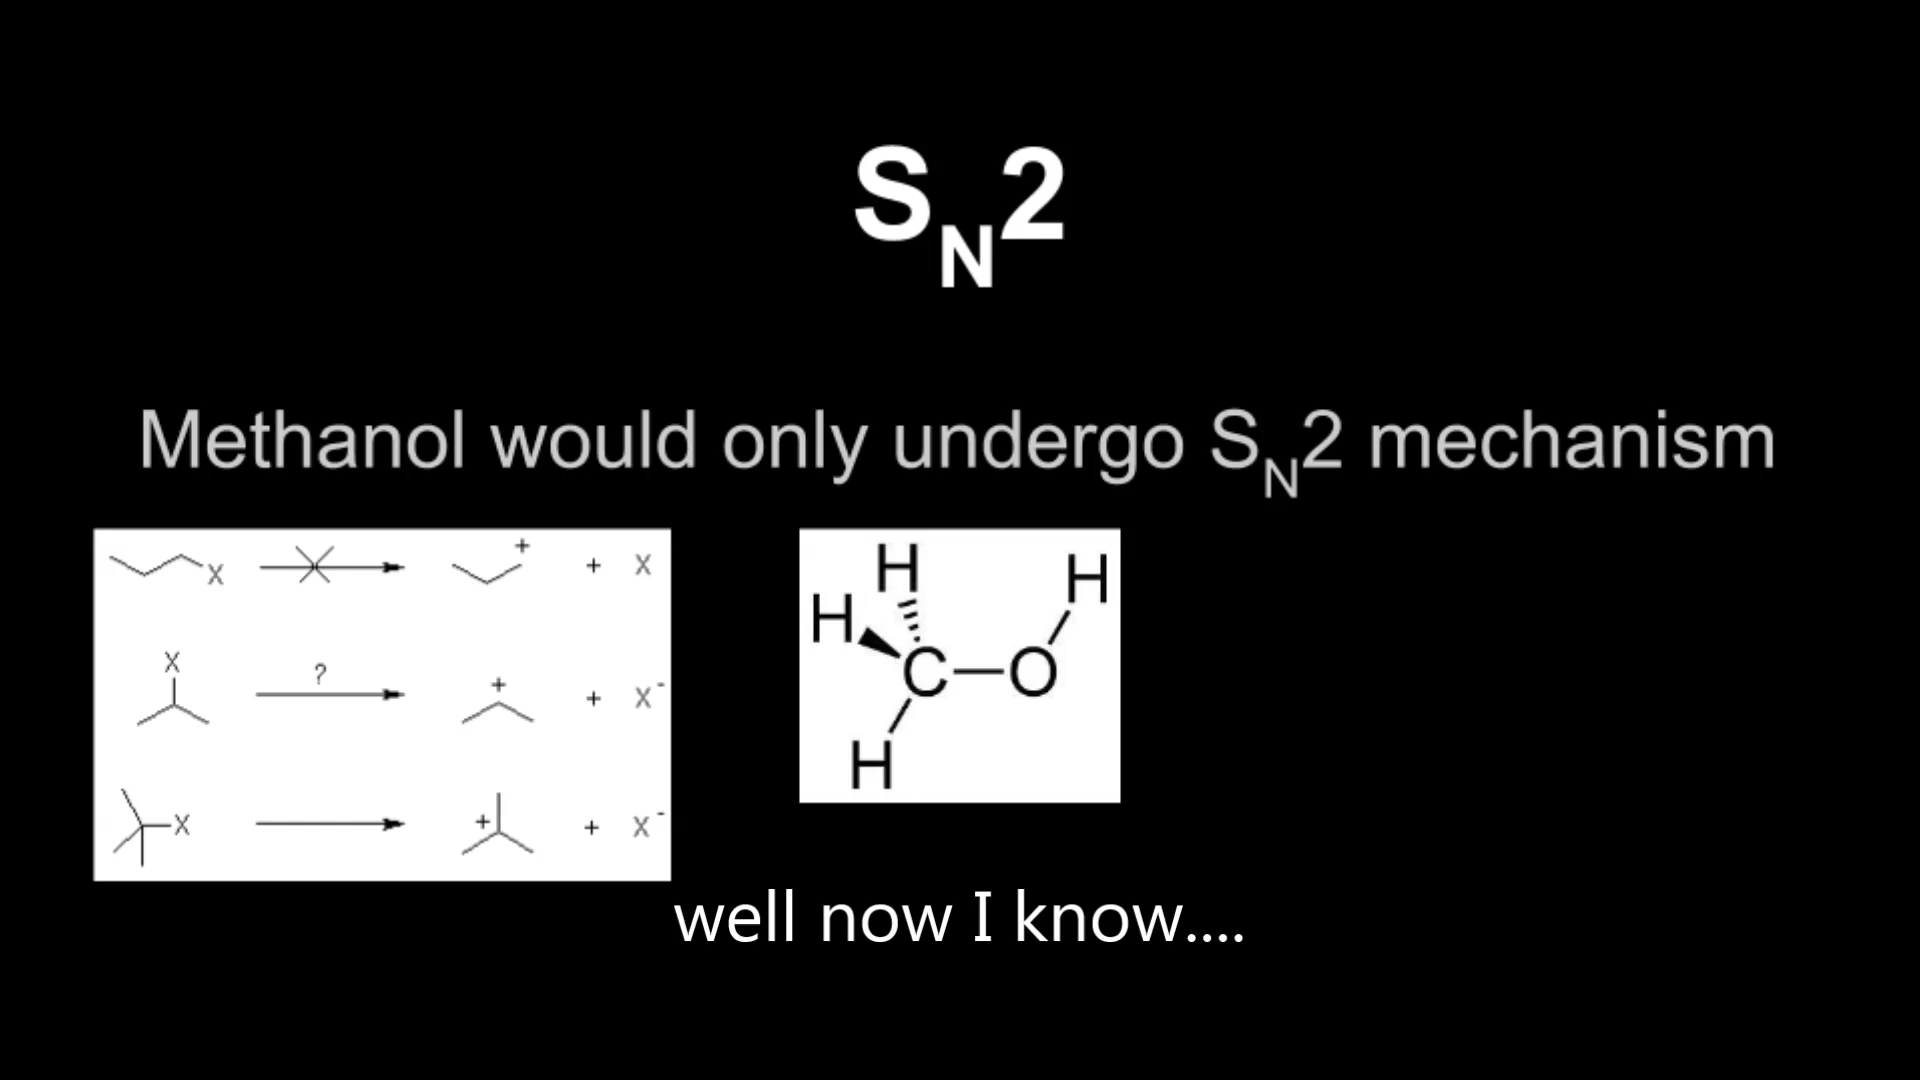 SN2
Methanol would only undergo SN2 mechanism
X + + X
X ? + + X-
X + + X-
H H H C O H
well now I know....